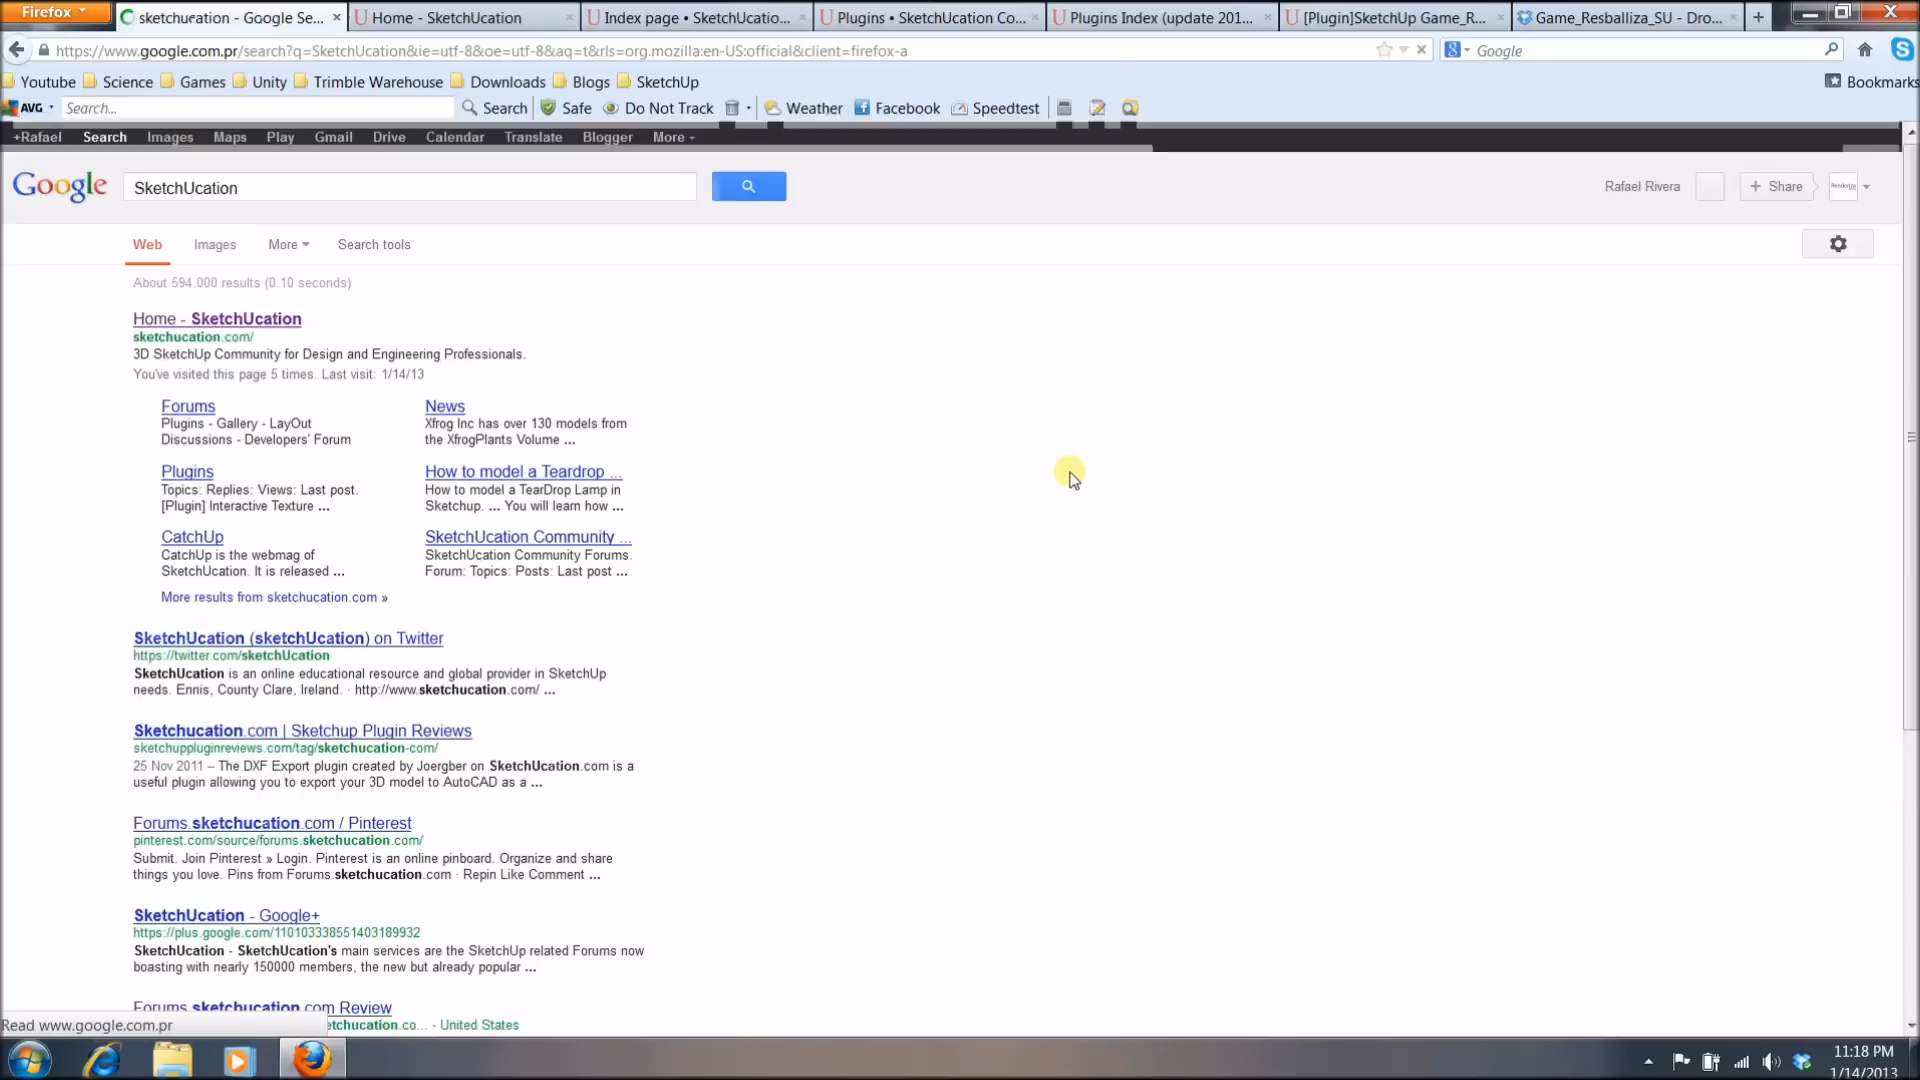 Firefox
sketchucation - Google Se...
Home - SketchUcation
Index page • SketchUcatio...
Plugins • SketchUcation Co...
Plugins Index (update 201...
[Plugin]SketchUp Game_R...
Game_Resballiza_SU - Dro...
https://www.google.com.pr/search?q=SketchUcation&ie=utf-8&oe=utf-8&aq=t&rls=org.mozilla:en-US:official&client=firefox-a
Google
Youtube Science Games Unity Trimble Warehouse Downloads Blogs SketchUp Bookmarks
AVG Search... Search Safe Do Not Track Weather Facebook Speedtest
+Rafael Search Images Maps Play Gmail Drive Calendar Translate Blogger More
Google SketchUcation Rafael Rivera + Share
Web Images More Search tools
About 594,000 results (0.10 seconds)
Home - SketchUcation
sketchucation.com/
3D SketchUp Community for Design and Engineering Professionals.
You've visited this page 5 times. Last visit: 1/14/13
Forums
Plugins - Gallery - LayOut
Discussions - Developers' Forum
News
Xfrog Inc has over 130 models from
the XfrogPlants Volume ...
Plugins
Topics: Replies: Views: Last post.
[Plugin] Interactive Texture ...
How to model a Teardrop ...
How to model a TearDrop Lamp in
Sketchup. ... You will learn how ...
CatchUp
CatchUp is the webmag of
SketchUcation. It is released ...
SketchUcation Community ...
SketchUcation Community Forums.
Forum: Topics: Posts: Last post ...
More results from sketchucation.com »
SketchUcation (sketchUcation) on Twitter
https://twitter.com/sketchUcation
SketchUcation is an online educational resource and global provider in SketchUp
needs. Ennis, County Clare, Ireland. · http://www.sketchucation.com/ ...
Sketchucation.com | Sketchup Plugin Reviews
sketchuppluginreviews.com/tag/sketchucation-com/
25 Nov 2011 – The DXF Export plugin created by Joergber on SketchUcation.com is a
useful plugin allowing you to export your 3D model to AutoCAD as a ...
Forums.sketchucation.com / Pinterest
pinterest.com/source/forums.sketchucation.com/
Submit. Join Pinterest » Login. Pinterest is an online pinboard. Organize and share
things you love. Pins from Forums.sketchucation.com · Repin Like Comment ...
SketchUcation - Google+
https://plus.google.com/110103338551403189932
SketchUcation - SketchUcation's main services are the SketchUp related Forums now
boasting with nearly 150000 members, the new but already popular ...
Forums.sketchucation.com Review
etchucation.co... - United States
Read www.google.com.pr
11:18 PM
1/14/2013